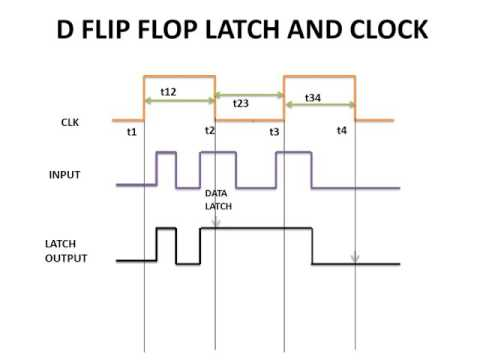 D FLIP FLOP LATCH AND CLOCK
t12
t23
t34
CLK
t1
t2
t3
t4
INPUT
DATA
LATCH
LATCH
OUTPUT